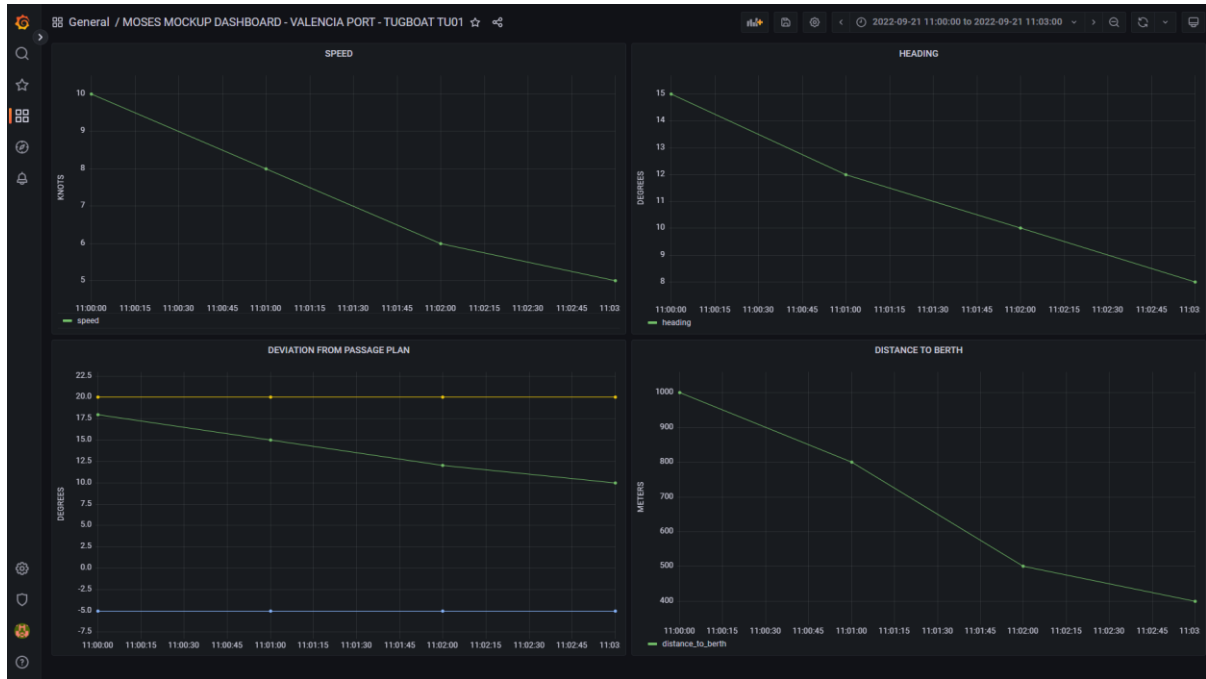 General / MOSES MOCKUP DASHBOARD - VALENCIA PORT - TUGBOAT TU01
2022-09-21 11:00:00 to 2022-09-21 11:03:00
SPEED
KNOTS
10
9
8
7
6
5
11:00:00 11:00:15 11:00:30 11:00:45 11:01:00 11:01:15 11:01:30 11:01:45 11:02:00 11:02:15 11:02:30 11:02:45 11:03
speed
HEADING
DEGREES
15
14
13
12
11
10
9
8
11:00:00 11:00:15 11:00:30 11:00:45 11:01:00 11:01:15 11:01:30 11:01:45 11:02:00 11:02:15 11:02:30 11:02:45 11:03
heading
DEVIATION FROM PASSAGE PLAN
DEGREES
22.5
20.0
17.5
15.0
12.5
10.0
7.5
5.0
2.5
0.0
-2.5
-5.0
-7.5
11:00:00 11:00:15 11:00:30 11:00:45 11:01:00 11:01:15 11:01:30 11:01:45 11:02:00 11:02:15 11:02:30 11:02:45 11:03
DISTANCE TO BERTH
METERS
1000
900
800
700
600
500
400
11:00:00 11:00:15 11:00:30 11:00:45 11:01:00 11:01:15 11:01:30 11:01:45 11:02:00 11:02:15 11:02:30 11:02:45 11:03
distance_to_berth